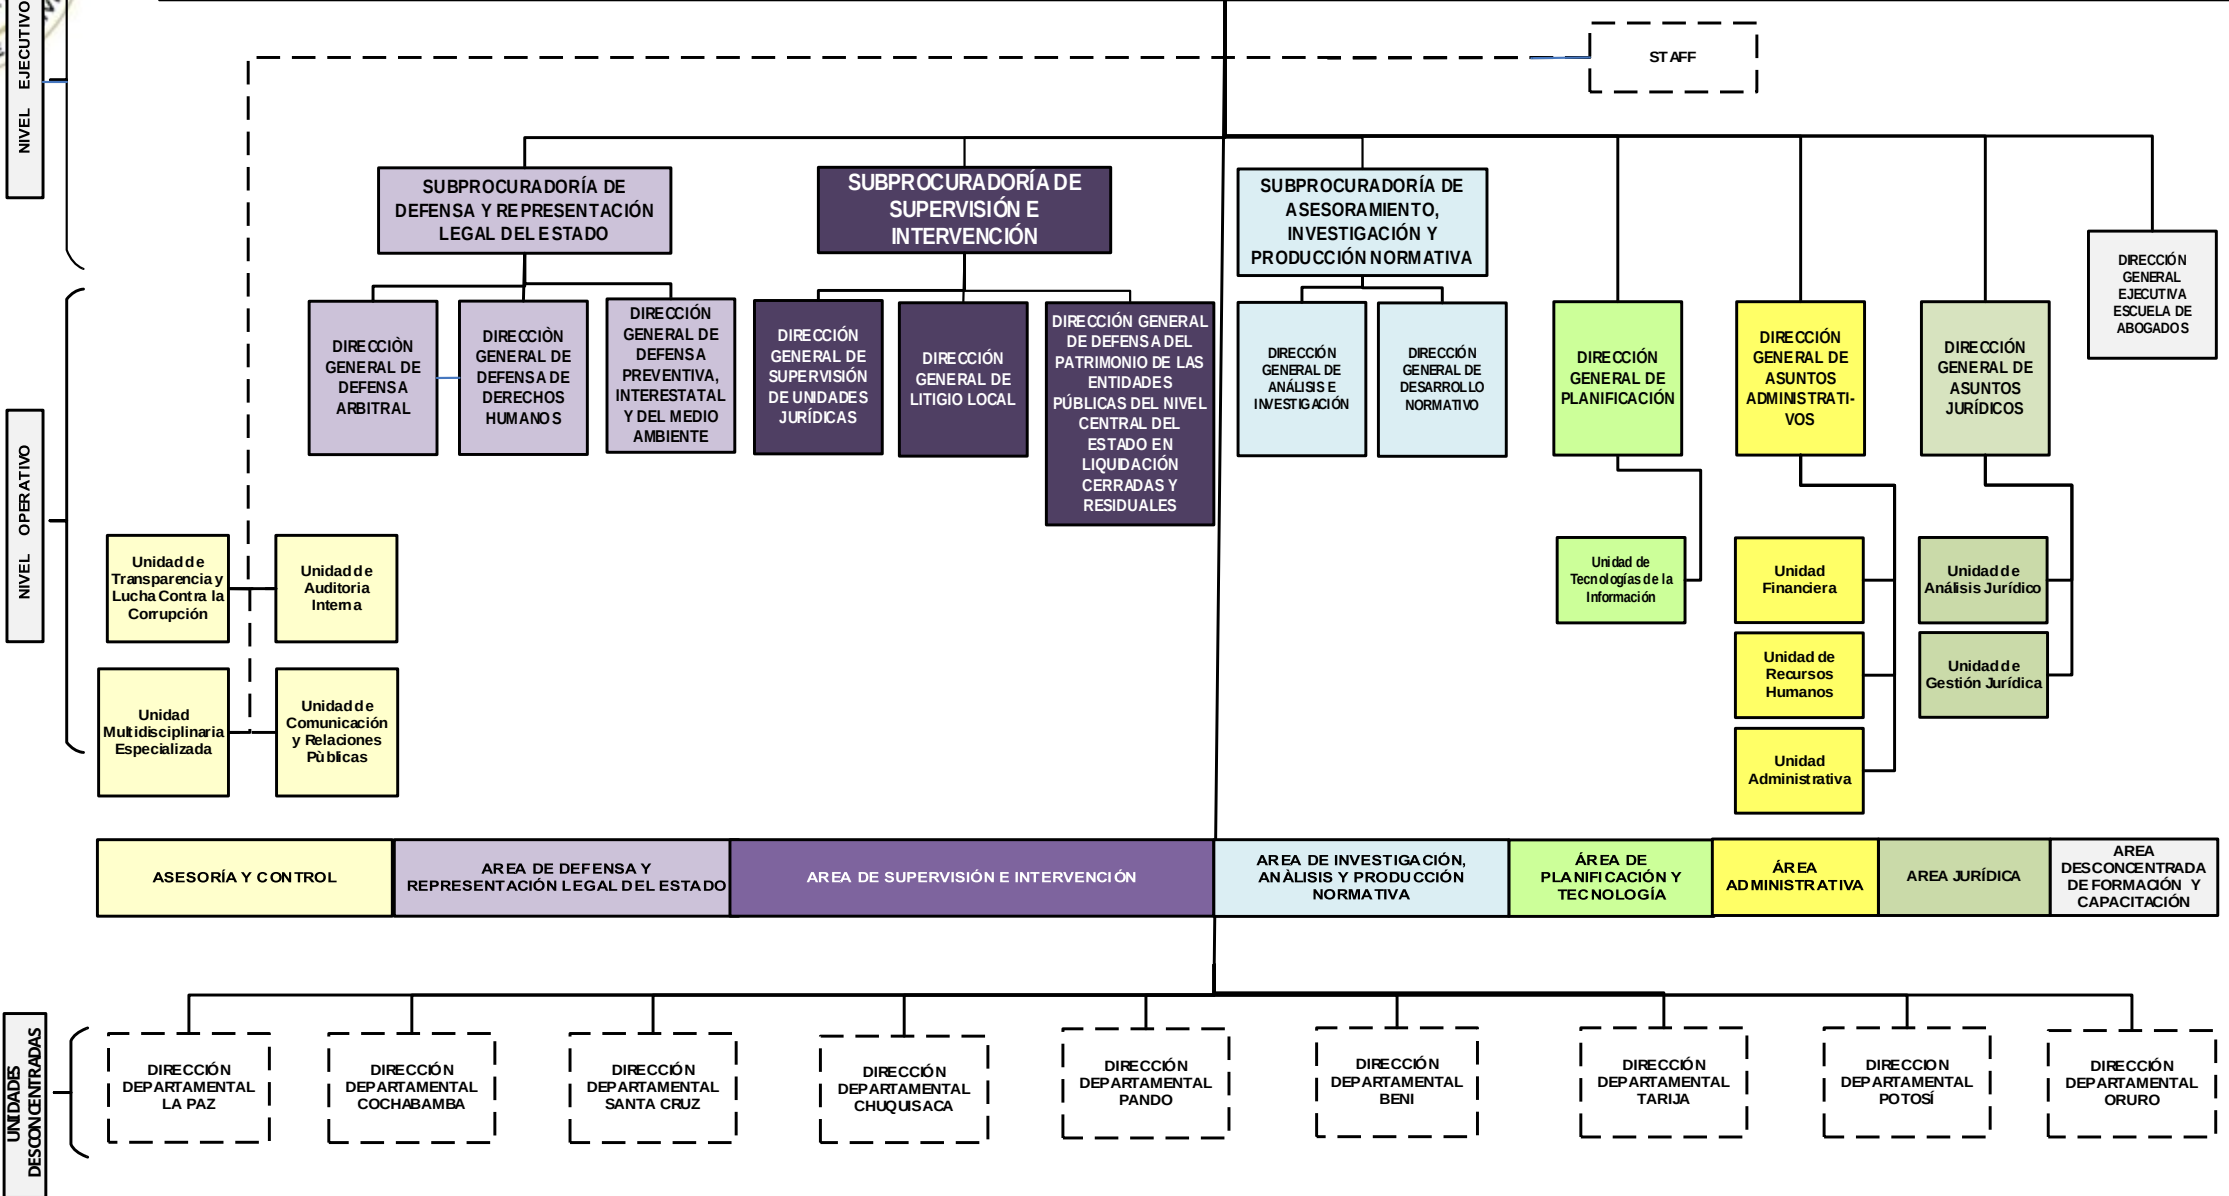 NIVEL EJECUTIVO
STAFF
SUBPROCURADORÍA DE
DEFENSA Y REPRESENTACIÓN
LEGAL DEL ESTADO
SUBPROCURADORÍA DE
SUPERVISIÓN E
INTERVENCIÓN
SUBPROCURADORÍA DE
ASESORAMIENTO,
INVESTIGACIÓN Y
PRODUCCIÓN NORMATIVA
DIRECCIÓN
GENERAL
EJECUTIVA
ESCUELA DE
ABOGADOS
NIVEL OPERATIVO
DIRECCIÒN
GENERAL DE
DEFENSA
ARBITRAL
DIRECCIÒN
GENERAL DE
DEFENSA DE
DERECHOS
HUMANOS
DIRECCIÓN
GENERAL DE
DEFENSA
PREVENTIVA,
INTERESTATAL
Y DEL MEDIO
AMBIENTE
DIRECCIÓN
GENERAL DE
SUPERVISIÓN
DE UNIDADES
JURÍDICAS
DIRECCIÓN
GENERAL DE
LITIGIO LOCAL
DIRECCIÓN GENERAL
DE DEFENSA DEL
PATRIMONIO DE LAS
ENTIDADES
PÚBLICAS DEL NIVEL
CENTRAL DEL
ESTADO EN
LIQUIDACIÓN
CERRADAS Y
RESIDUALES
DIRECCIÓN
GENERAL DE
ANÁLISIS E
INVESTIGACIÓN
DIRECCIÓN
GENERAL DE
DESARROLLO
NORMATIVO
DIRECCIÓN
GENERAL DE
PLANIFICACIÓN
DIRECCIÓN
GENERAL DE
ASUNTOS
ADMINISTRATI-
VOS
DIRECCIÓN
GENERAL DE
ASUNTOS
JURÍDICOS
Unidad de
Transparencia y
Lucha Contra la
Corrupción
Unidad de
Auditoria
Interna
Unidad
Multidisciplinaria
Especializada
Unidad de
Comunicación
y Relaciones
Pùblicas
Unidad de
Tecnologías de la
Información
Unidad
Financiera
Unidad de
Recursos
Humanos
Unidad
Administrativa
Unidad de
Análisis Jurídico
Unidad de
Gestión Jurídica
ASESORÍA Y CONTROL
AREA DE DEFENSA Y
REPRESENTACIÓN LEGAL DEL ESTADO
AREA DE SUPERVISIÓN E INTERVENCIÓN
AREA DE INVESTIGACIÓN,
ANÀLISIS Y PRODUCCIÓN
NORMATIVA
ÁREA DE
PLANIFICACIÓN Y
TECNOLOGÍA
ÁREA
ADMINISTRATIVA
AREA JURÍDICA
AREA
DESCONCENTRADA
DE FORMACIÓN Y
CAPACITACIÓN
UNIDADES
DESCONCENTRADAS
DIRECCIÓN
DEPARTAMENTAL
LA PAZ
DIRECCIÓN
DEPARTAMENTAL
COCHABAMBA
DIRECCIÓN
DEPARTAMENTAL
SANTA CRUZ
DIRECCIÓN
DEPARTAMENTAL
CHUQUISACA
DIRECCIÓN
DEPARTAMENTAL
PANDO
DIRECCIÓN
DEPARTAMENTAL
BENI
DIRECCIÓN
DEPARTAMENTAL
TARIJA
DIRECCION
DEPARTAMENTAL
POTOSÍ
DIRECCIÓN
DEPARTAMENTAL
ORURO